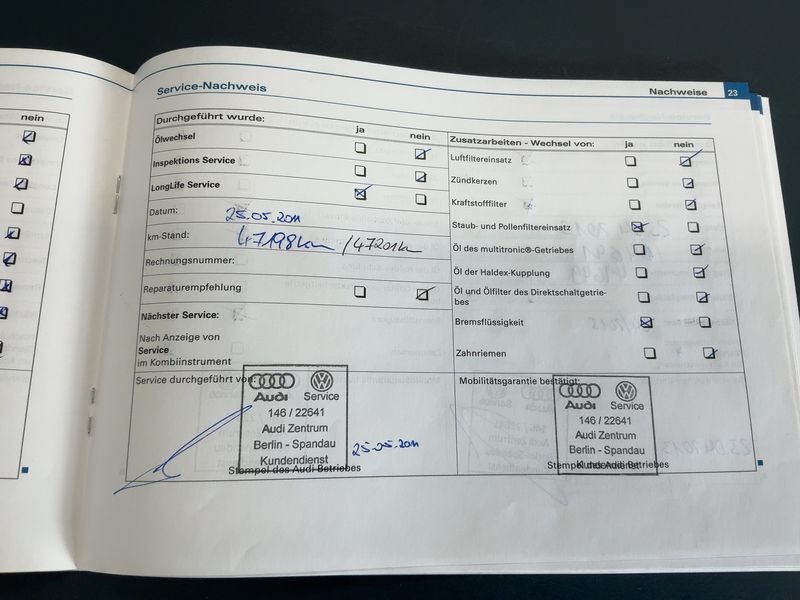 nein
Service-Nachweis
Nachweise 23
Durchgeführt wurde:
ja nein
Ölwechsel
Inspektions Service
LongLife Service
Datum: 25.05.2011
km-Stand: 47198km / 47201km
Rechnungsnummer:
Reparaturempfehlung
Nächster Service:
Nach Anzeige von
Service
im Kombiinstrument
Service durchgeführt von:
Audi Service
146 / 22641
Audi Zentrum
Berlin - Spandau
Kundendienst
25.05.2011
Stempel des Audi Betriebes
Zusatzarbeiten - Wechsel von: ja nein
Luftfiltereinsatz
Zündkerzen
Kraftstofffilter
Staub- und Pollenfiltereinsatz
Öl des multitronic®-Getriebes
Öl der Haldex-Kupplung
Öl und Ölfilter des Direktschaltgetrie-
bes
Bremsflüssigkeit
Zahnriemen
Mobilitätsgarantie bestätigt:
Audi Service
146 / 22641
Audi Zentrum
Berlin - Spandau
Kundendienst
Stempel des Audi Betriebes